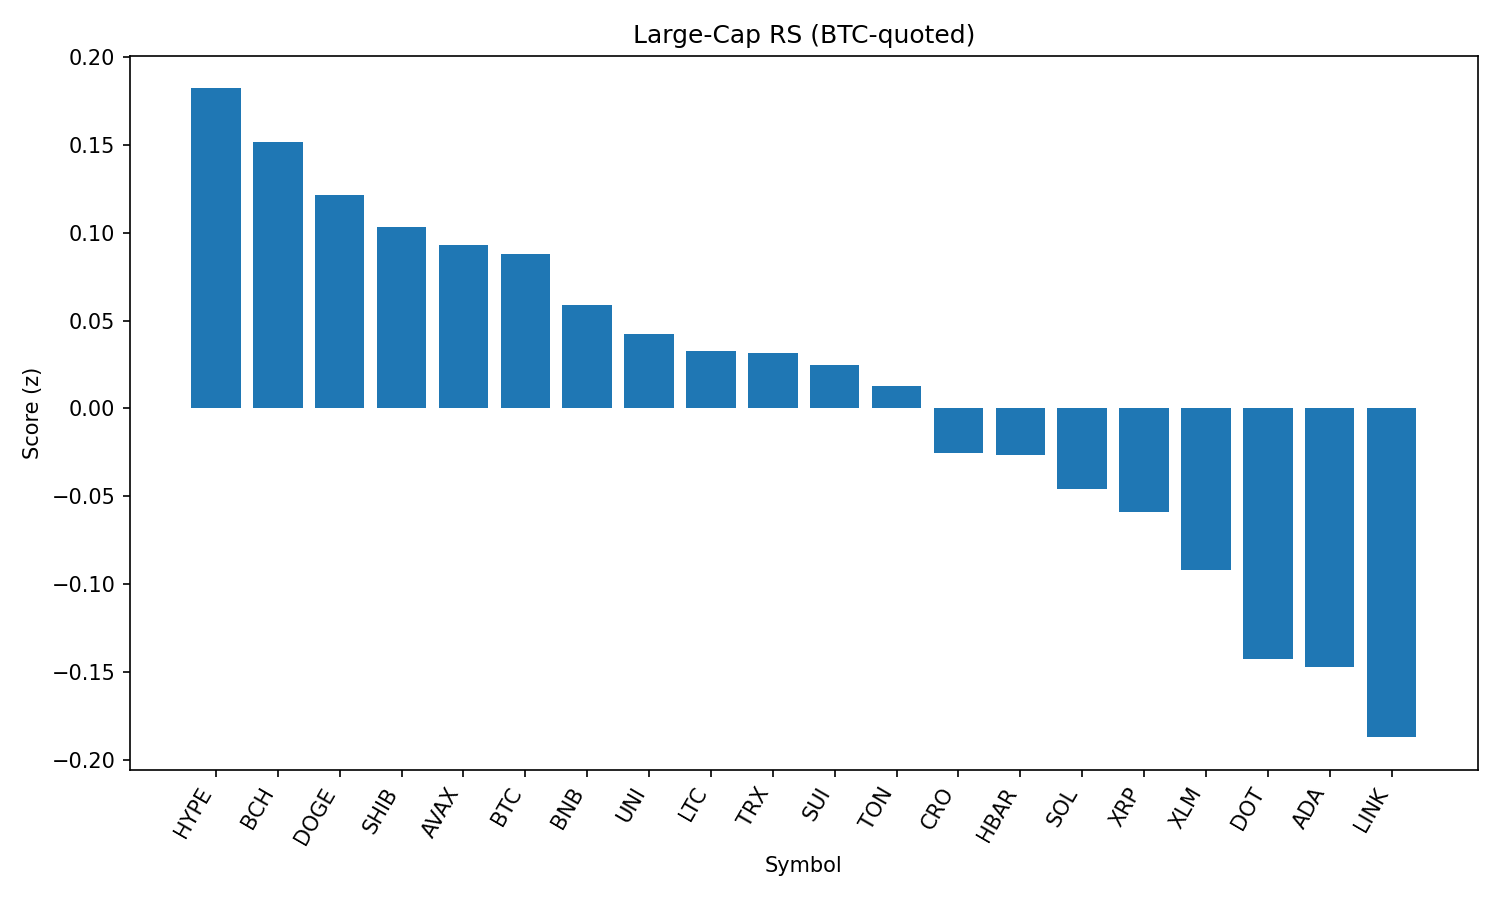 Large-Cap RS (BTC-quoted)
0.20
0.15
0.10
0.05
0.00
−0.05
−0.10
−0.15
−0.20
Score (z)
HYPE
BCH
DOGE
SHIB
AVAX
BTC
BNB
UNI
LTC
TRX
SUI
TON
CRO
HBAR
SOL
XRP
XLM
DOT
ADA
LINK
Symbol